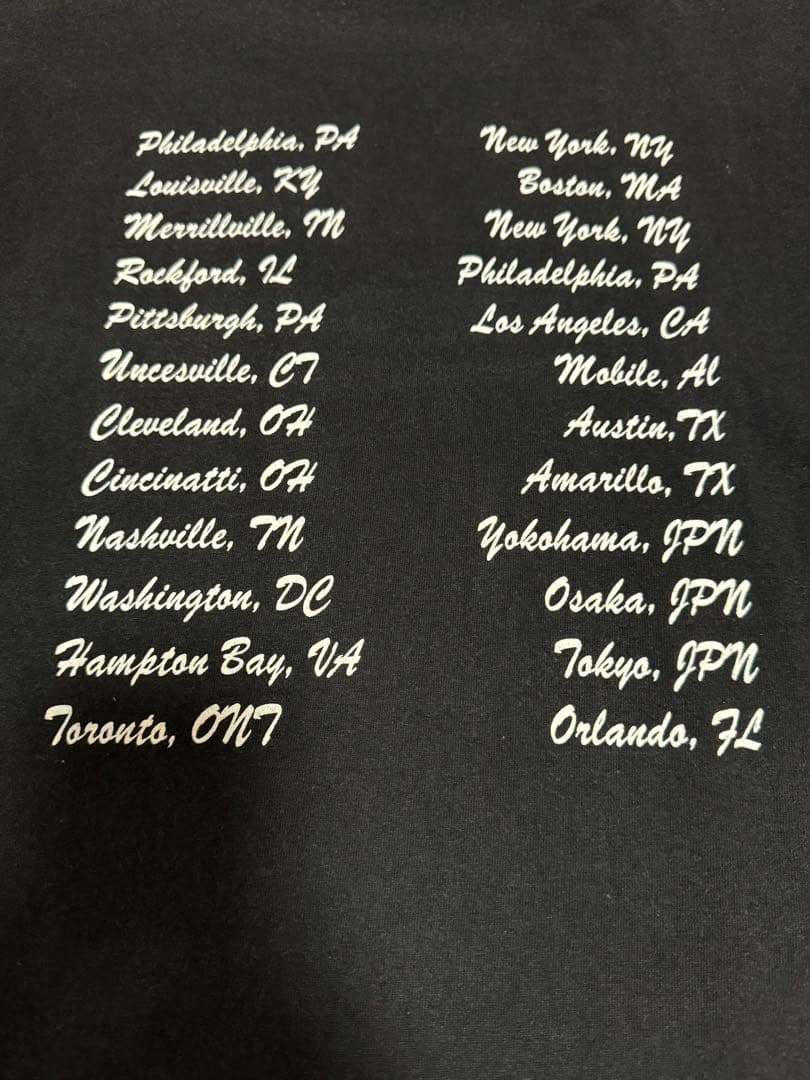 Philadelphia, PA
Louisville, KY
Merrillville, IN
Rockford, IL
Pittsburgh, PA
Uncesville, CT
Cleveland, OH
Cincinatti, OH
Nashville, TN
Washington, DC
Hampton Bay, VA
Toronto, ONT
New York, NY
Boston, MA
New York, NY
Philadelphia, PA
Los Angeles, CA
Mobile, Al
Austin,TX
Amarillo, TX
Yokohama, JPN
Osaka, JPN
Tokyo, JPN
Orlando, FL